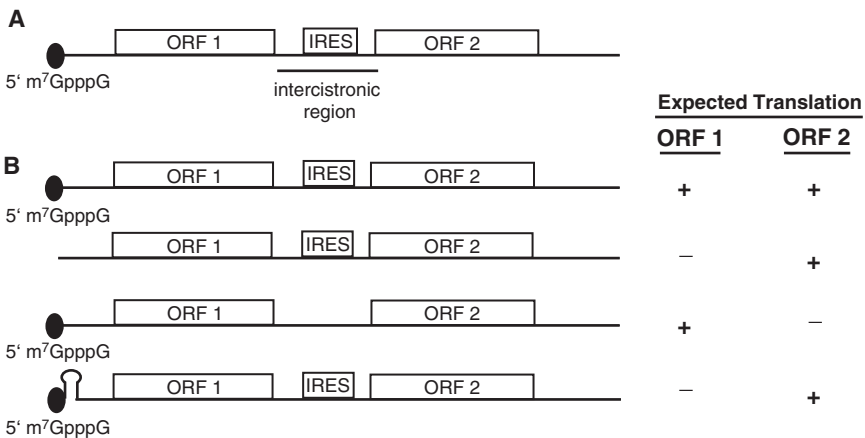 A
ORF 1 IRES ORF 2
5‘ m⁷GpppG
intercistronic
region
Expected Translation
ORF 1 ORF 2
B
ORF 1 IRES ORF 2 + +
5‘ m⁷GpppG
ORF 1 IRES ORF 2 – +
ORF 1 ORF 2 + –
5‘ m⁷GpppG
ORF 1 IRES ORF 2 – +
5‘ m⁷GpppG